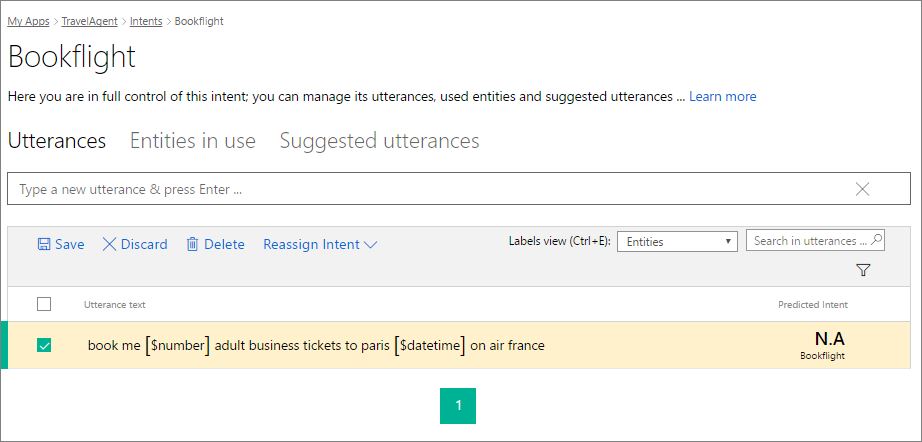 My Apps > TravelAgent > Intents > Bookflight
Bookflight
Here you are in full control of this intent; you can manage its utterances, used entities and suggested utterances ... Learn more
Utterances Entities in use Suggested utterances
Type a new utterance & press Enter ...
Save Discard Delete Reassign Intent Labels view (Ctrl+E): Entities Search in utterances ...
Utterance text Predicted Intent
book me [$number] adult business tickets to paris [$datetime] on air france N.A
Bookflight
1